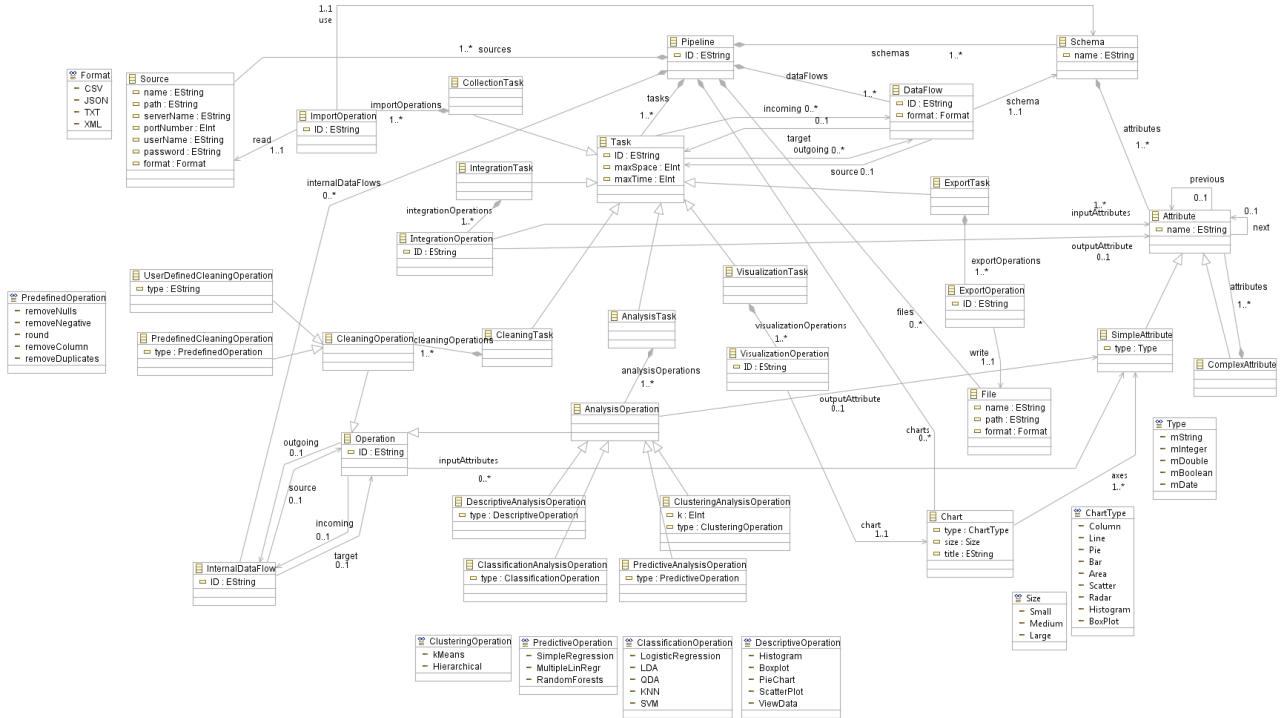 1..1
use
Pipeline
ID : EString
Schema
name : EString
1..* sources
schemas
1..*
Format
CSV
JSON
TXT
XML
Source
name : EString
path : EString
serverName : EString
portNumber : EInt
userName : EString
password : EString
format : Format
CollectionTask
importOperations
1..*
ImportOperation
ID : EString
read
1..1
dataFlows
1..*
tasks
1..*
DataFlow
ID : EString
format : Format
schema
1..1
incoming 0..*
0..1
target
outgoing 0..*
source 0..1
Task
ID : EString
maxSpace : EInt
maxTime : EInt
attributes
1..*
internalDataFlows
0..*
IntegrationTask
integrationOperations
1..*
IntegrationOperation
ID : EString
ExportTask
previous
0..1
0..1
next
1..*
inputAttributes
Attribute
name : EString
outputAttribute
0..1
exportOperations
1..*
ExportOperation
ID : EString
attributes
1..*
UserDefinedCleaningOperation
type : EString
PredefinedOperation
removeNulls
removeNegative
round
removeColumn
removeDuplicates
PredefinedCleaningOperation
type : PredefinedOperation
CleaningOperation
cleaningOperations
1..*
CleaningTask
AnalysisTask
analysisOperations
1..*
VisualizationTask
visualizationOperations
1..*
VisualizationOperation
ID : EString
files
0..*
write
1..1
File
name : EString
path : EString
format : Format
SimpleAttribute
type : Type
ComplexAttribute
outputAttribute
0..1
AnalysisOperation
charts
0..*
Type
mString
mInteger
mDouble
mBoolean
mDate
Operation
ID : EString
outgoing
0..1
source
0..1
incoming
0..1
target
0..1
inputAttributes
0..*
axes
1..*
DescriptiveAnalysisOperation
type : DescriptiveOperation
ClusteringAnalysisOperation
k : EInt
type : ClusteringOperation
Chart
type : ChartType
size : Size
title : EString
chart
1..1
ChartType
Column
Line
Pie
Bar
Area
Scatter
Radar
Histogram
BoxPlot
InternalDataFlow
ID : EString
ClassificationAnalysisOperation
type : ClassificationOperation
PredictiveAnalysisOperation
type : PredictiveOperation
Size
Small
Medium
Large
ClusteringOperation
kMeans
Hierarchical
PredictiveOperation
SimpleRegression
MultipleLinRegr
RandomForests
ClassificationOperation
LogisticRegression
LDA
QDA
KNN
SVM
DescriptiveOperation
Histogram
Boxplot
PieChart
ScatterPlot
ViewData